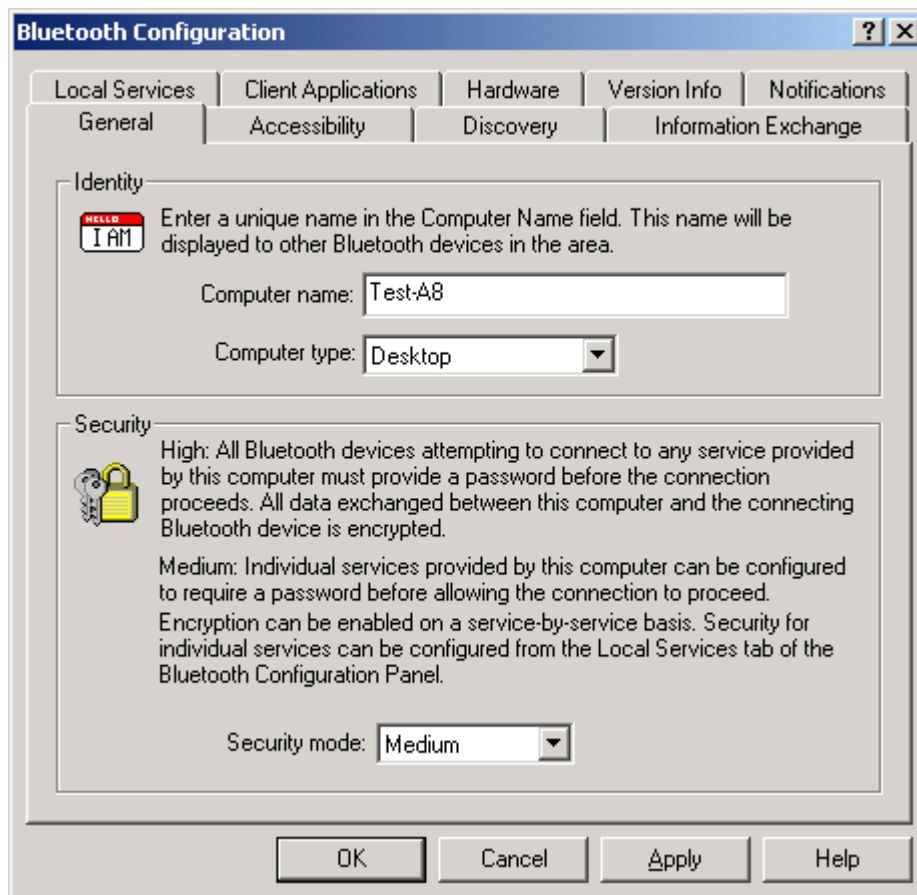 Bluetooth Configuration
Local Services Client Applications Hardware Version Info Notifications
General Accessibility Discovery Information Exchange
Identity
HELLO
I AM
Enter a unique name in the Computer Name field. This name will be
displayed to other Bluetooth devices in the area.
Computer name: Test-A8
Computer type: Desktop
Security
High: All Bluetooth devices attempting to connect to any service provided
by this computer must provide a password before the connection
proceeds. All data exchanged between this computer and the connecting
Bluetooth device is encrypted.
Medium: Individual services provided by this computer can be configured
to require a password before allowing the connection to proceed.
Encryption can be enabled on a service-by-service basis. Security for
individual services can be configured from the Local Services tab of the
Bluetooth Configuration Panel.
Security mode: Medium
OK Cancel Apply Help